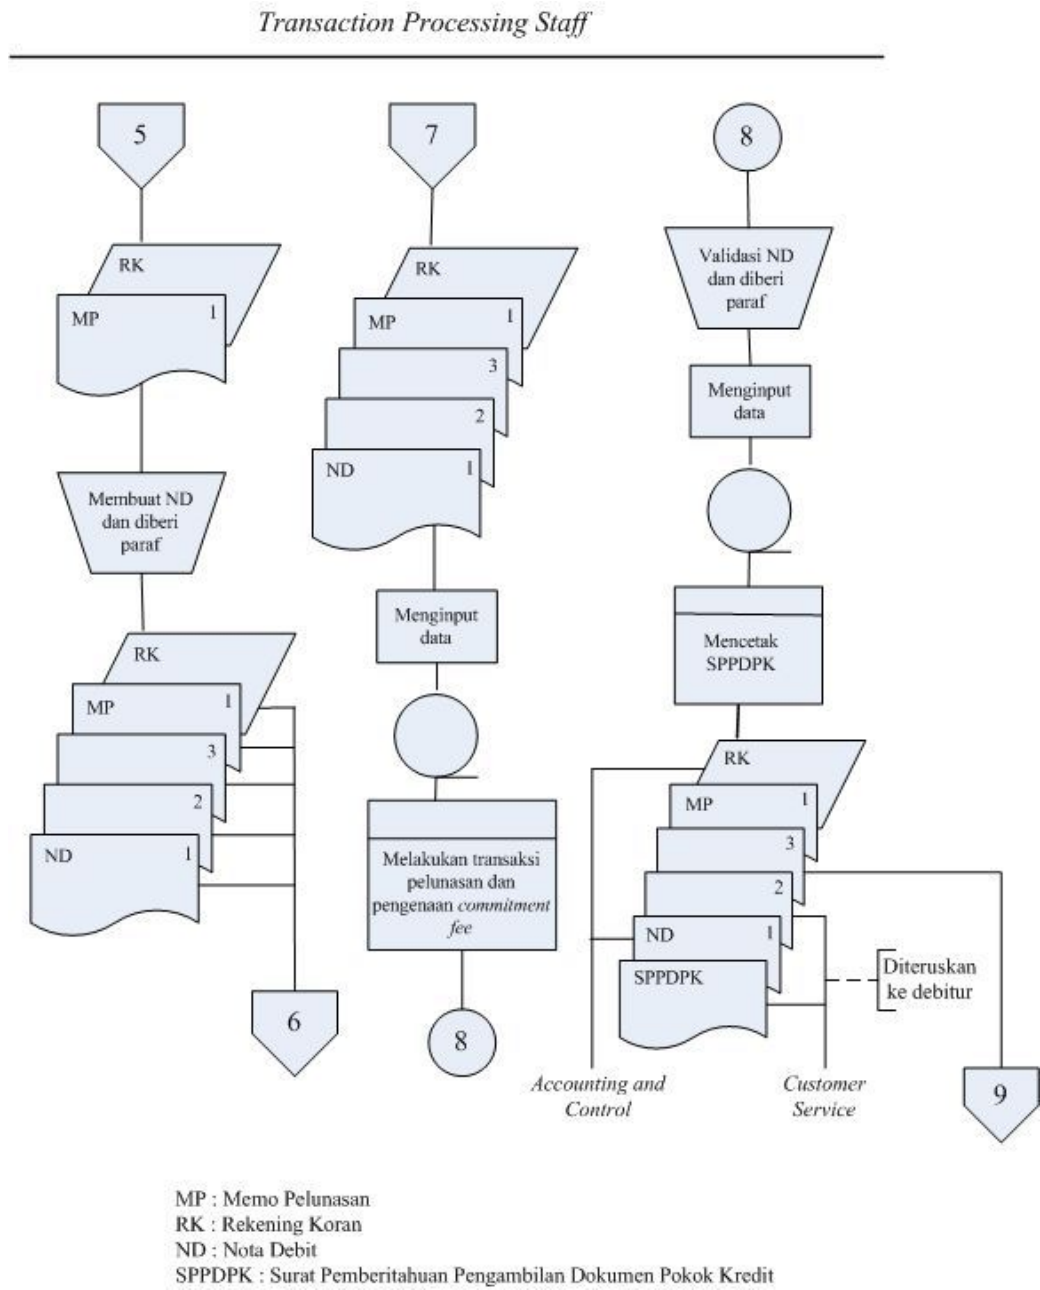 Transaction Processing Staff
5
RK
MP 1
Membuat ND
dan diberi
paraf
RK
MP 1
3
2
ND 1
6
7
RK
MP 1
3
2
ND 1
Menginput
data
Melakukan transaksi
pelunasan dan
pengenaan commitment
fee
8
8
Validasi ND
dan diberi
paraf
Menginput
data
Mencetak
SPPDPK
RK
MP 1
3
2
ND 1
SPPDPK
Diteruskan
ke debitur
Accounting and
Control
Customer
Service
9
MP : Memo Pelunasan
RK : Rekening Koran
ND : Nota Debit
SPPDPK : Surat Pemberitahuan Pengambilan Dokumen Pokok Kredit